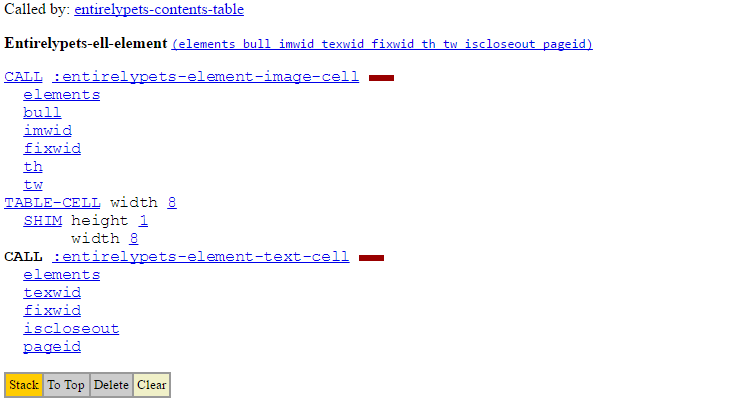 Called by: entirelypets-contents-table
Entirelypets-ell-element (elements bull imwid texwid fixwid th tw iscloseout pageid)
CALL :entirelypets-element-image-cell
elements
bull
imwid
fixwid
th
tw
TABLE-CELL width 8
SHIM height 1
width 8
CALL :entirelypets-element-text-cell
elements
texwid
fixwid
iscloseout
pageid
Stack To Top Delete Clear